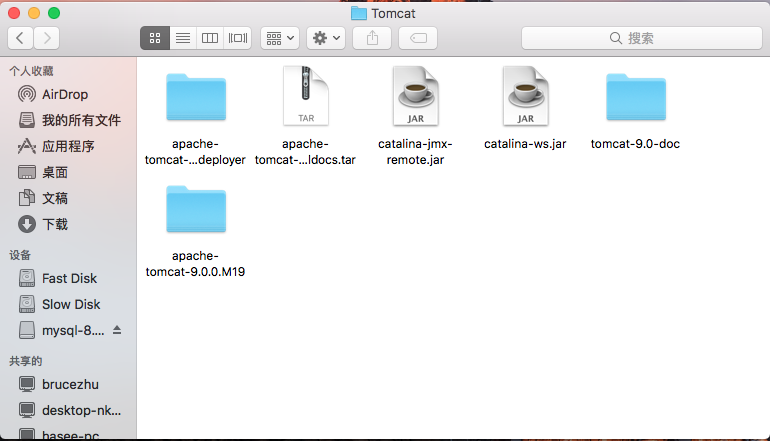 Tomcat
搜索
个人收藏
AirDrop
我的所有文件
应用程序
桌面
文稿
下载
设备
Fast Disk
Slow Disk
mysql-8....
共享的
brucezhu
desktop-nk...
basee-pc
TAR
JAR
JAR
apache-
tomcat-...deployer
apache-
tomcat-...ldocs.tar
catalina-jmx-
remote.jar
catalina-ws.jar
tomcat-9.0-doc
apache-
tomcat-9.0.0.M19